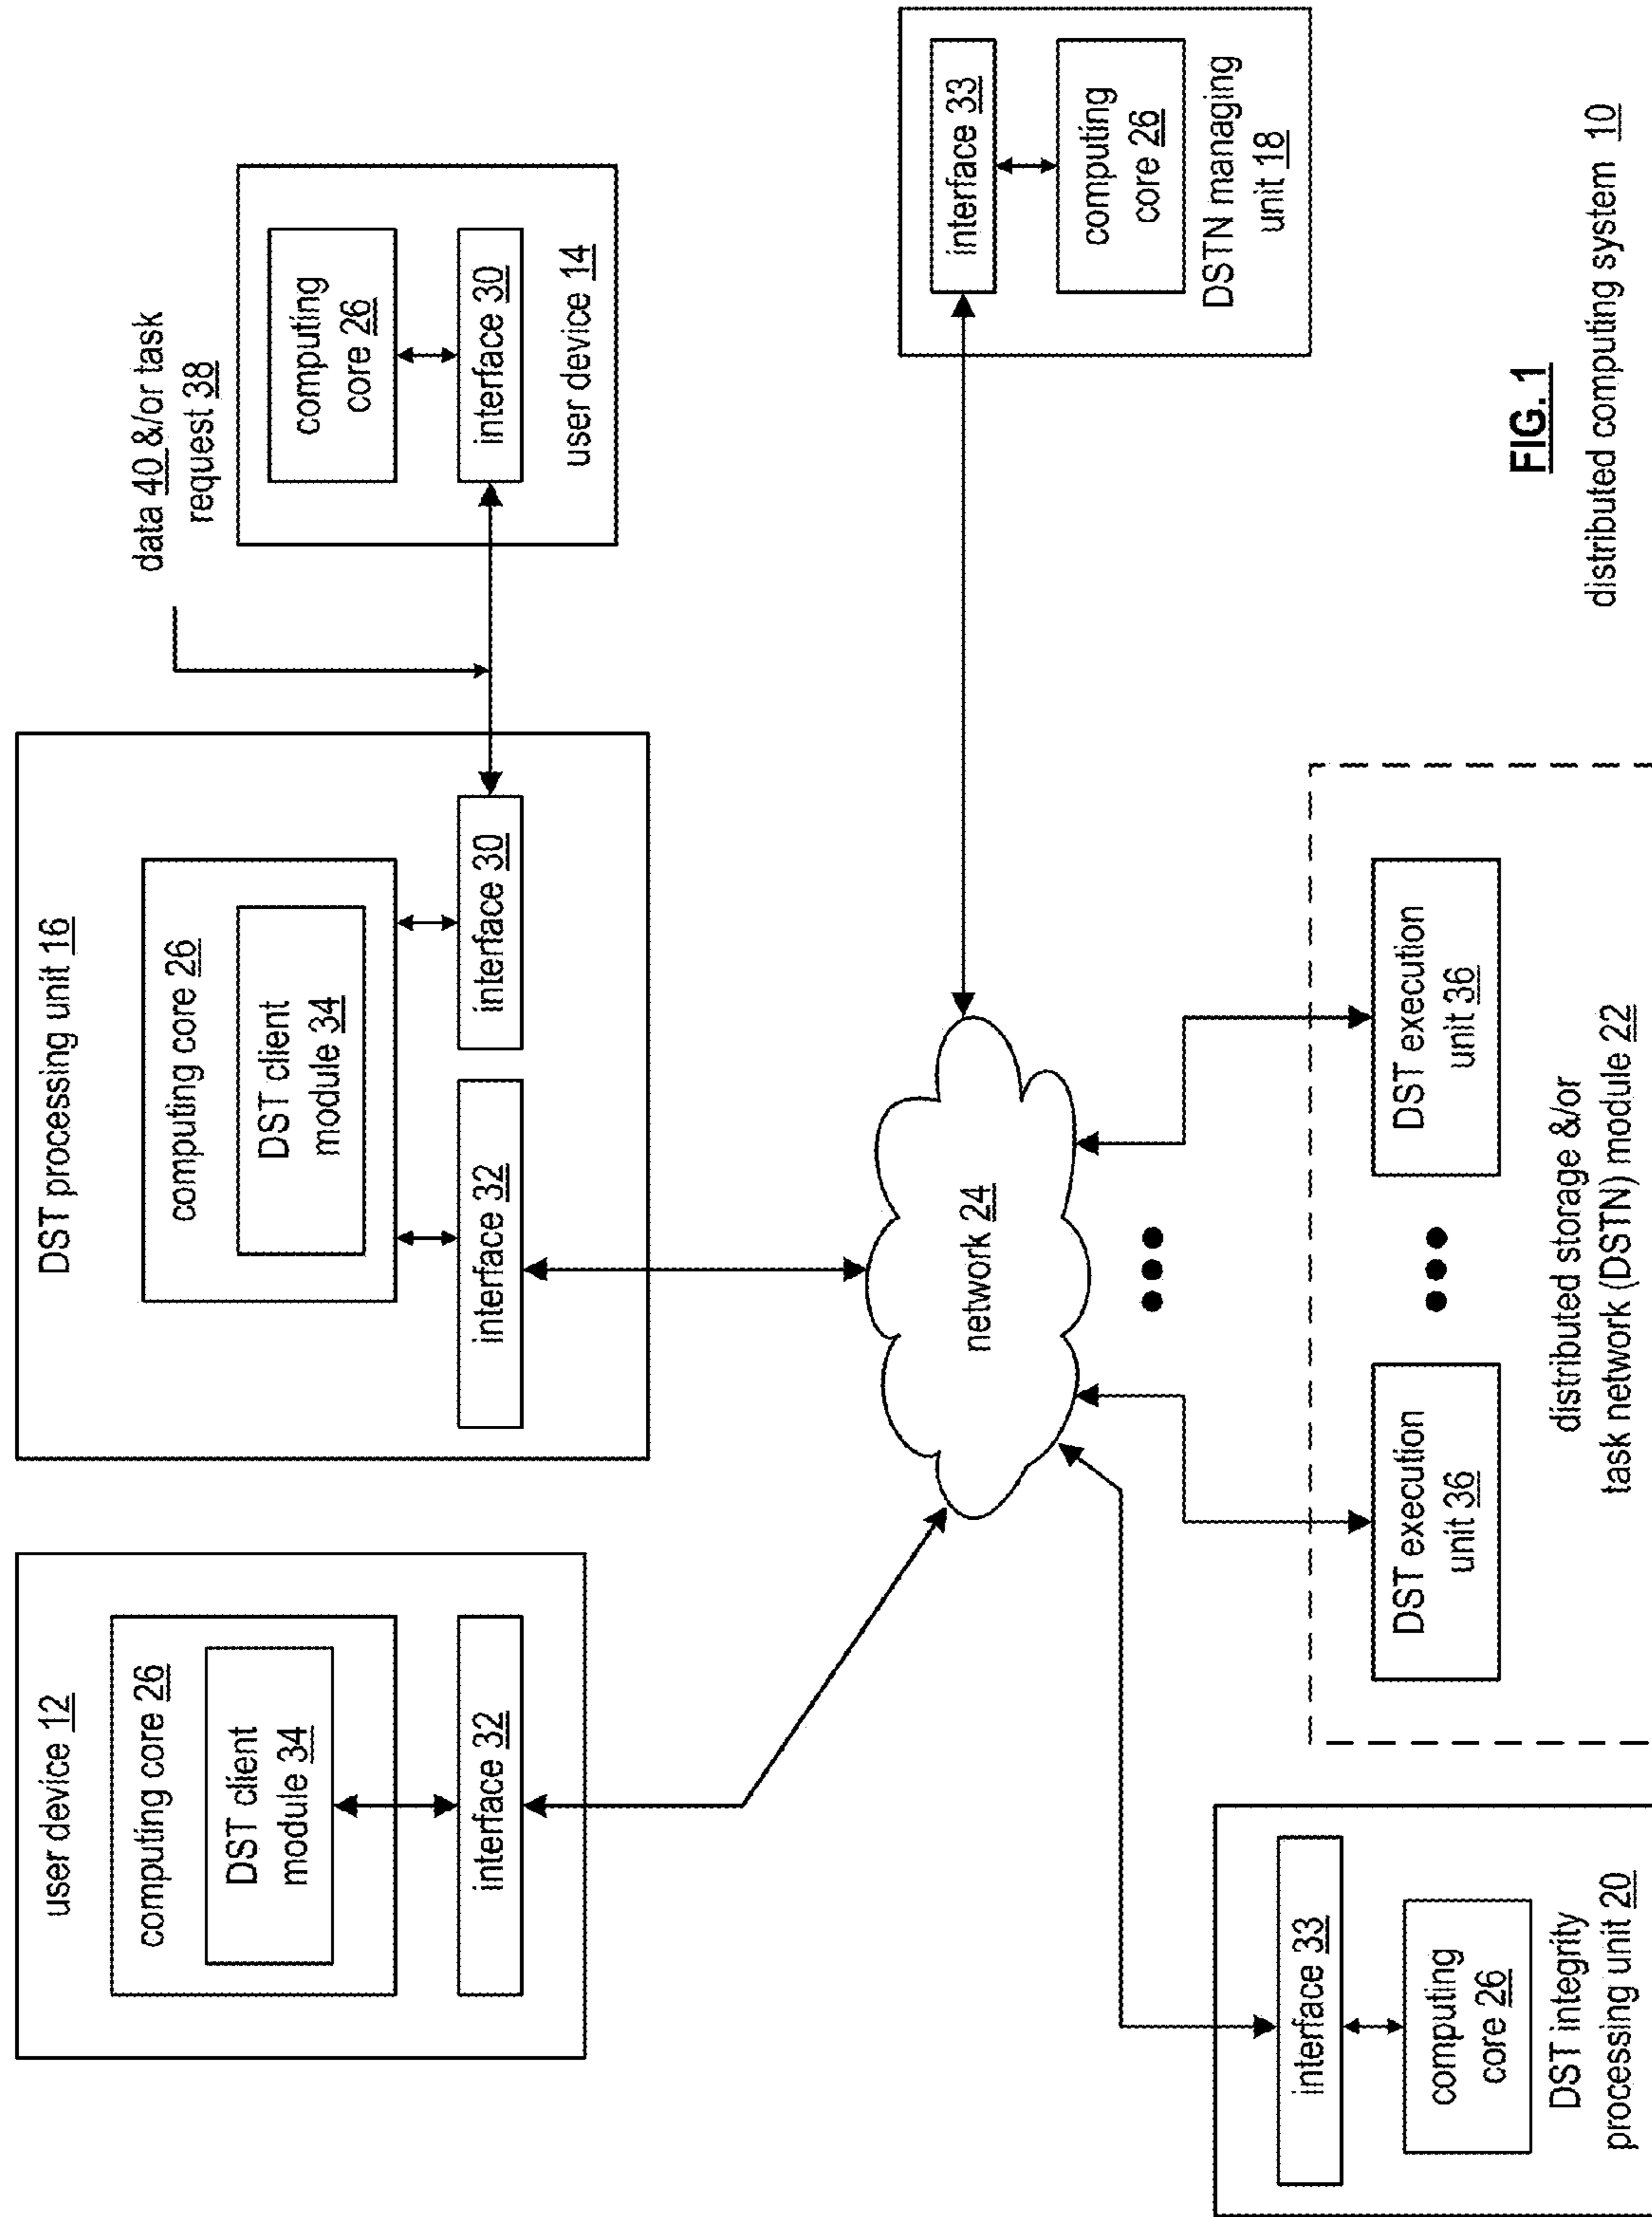 user device 12
computing core 26
DST client
module 34
interface 32
DST processing unit 16
computing core 26
DST client
module 34
interface 32
interface 30
data 40 &/or task
request 38
computing
core 26
interface 30
user device 14
network 24
interface 33
computing
core 26
DSTN managing
unit 18
interface 33
computing
core 26
DST integrity
processing unit 20
DST execution
unit 36
DST execution
unit 36
distributed storage &/or
task network (DSTN) module 22
FIG. 1
distributed computing system 10